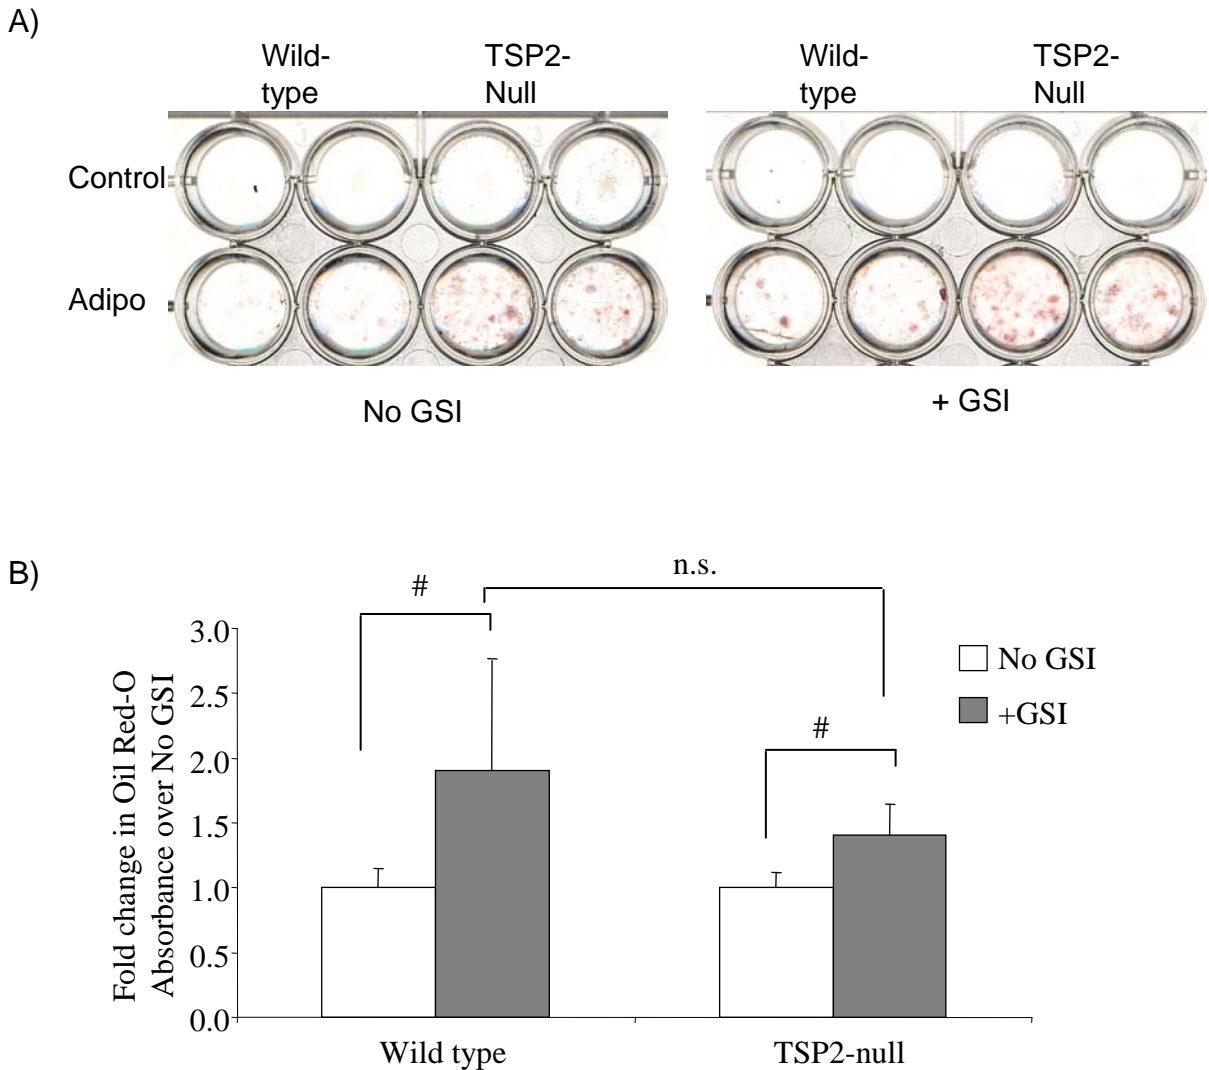 A)
Wild-
type
TSP2-
Null
Wild-
type
TSP2-
Null
Control
Adipo
No GSI
+ GSI
B)
n.s.
#
#
3.0
2.5
2.0
1.5
1.0
0.5
0.0
Fold change in Oil Red-O
Absorbance over No GSI
No GSI
+GSI
Wild type
TSP2-null